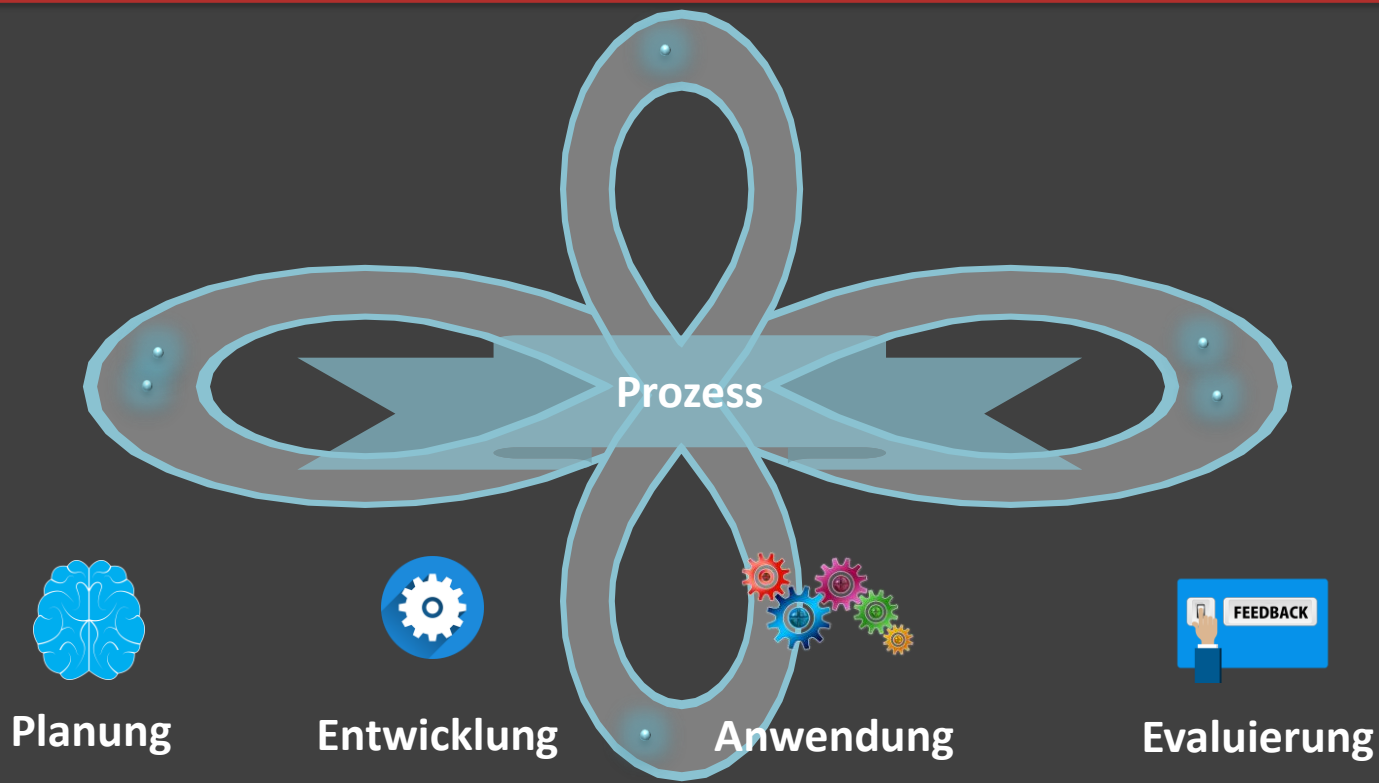 Prozess
FEEDBACK
Planung
Entwicklung
Anwendung
Evaluierung